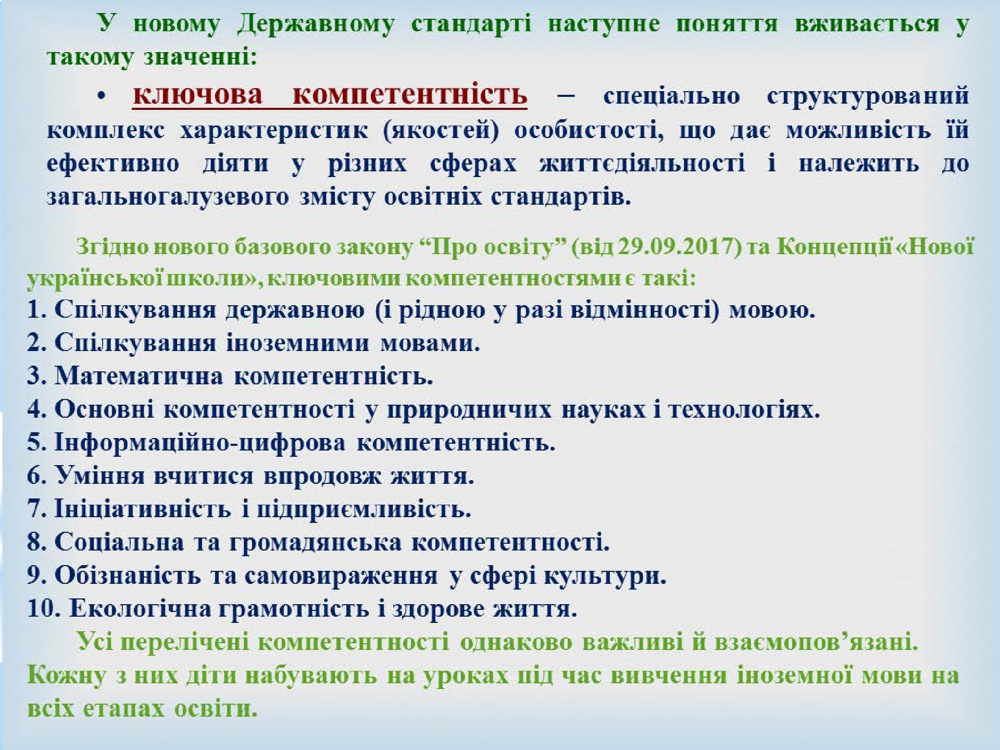 У новому Державному стандарті наступне поняття вживається у
такому значенні:
• ключова компетентність – спеціально структурований
комплекс характеристик (якостей) особистості, що дає можливість їй
ефективно діяти у різних сферах життєдіяльності і належить до
загальногалузевого змісту освітніх стандартів.
Згідно нового базового закону “Про освіту” (від 29.09.2017) та Концепції «Нової
української школи», ключовими компетентностями є такі:
1. Спілкування державною (і рідною у разі відмінності) мовою.
2. Спілкування іноземними мовами.
3. Математична компетентність.
4. Основні компетентності у природничих науках і технологіях.
5. Інформаційно-цифрова компетентність.
6. Уміння вчитися впродовж життя.
7. Ініціативність і підприємливість.
8. Соціальна та громадянська компетентності.
9. Обізнаність та самовираження у сфері культури.
10. Екологічна грамотність і здорове життя.
Усі перелічені компетентності однаково важливі й взаємопов’язані.
Кожну з них діти набувають на уроках під час вивчення іноземної мови на
всіх етапах освіти.